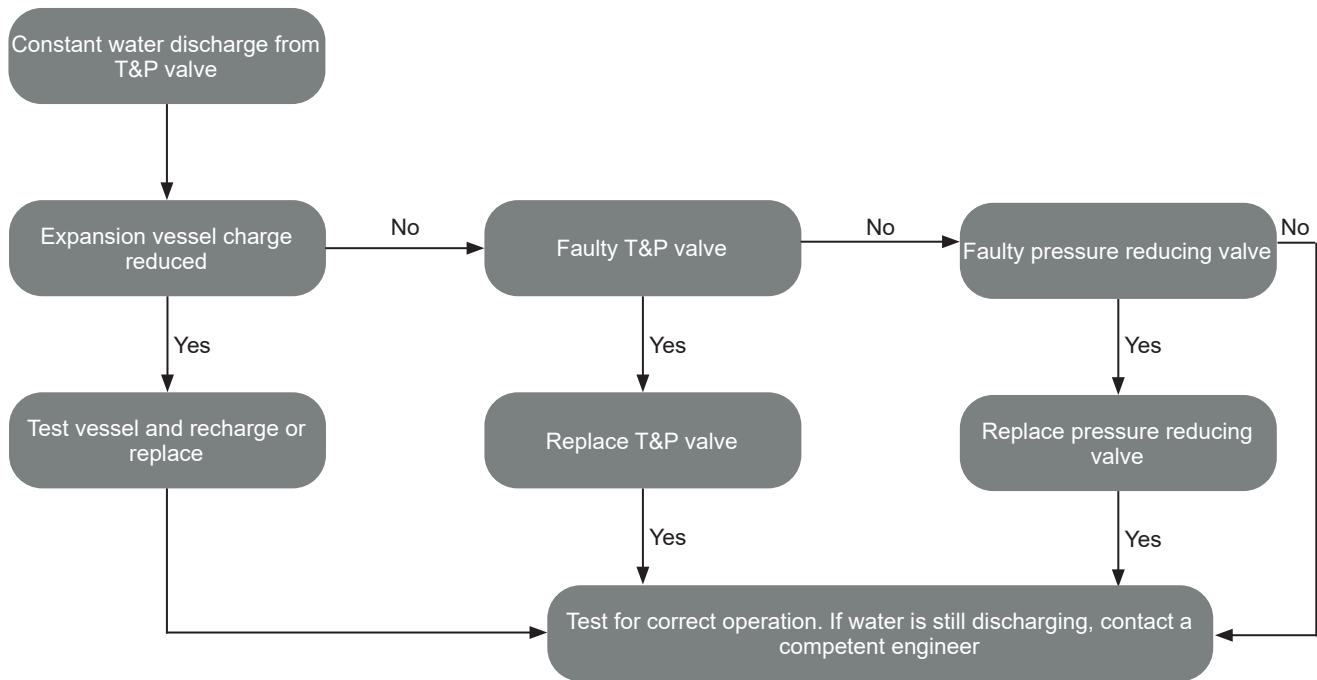 Constant water discharge from
T&P valve
Expansion vessel charge
reduced
No
Faulty T&P valve
No
Faulty pressure reducing valve
No
Yes
Yes
Yes
Test vessel and recharge or
replace
Replace T&P valve
Replace pressure reducing
valve
Yes
Yes
Test for correct operation. If water is still discharging, contact a
competent engineer